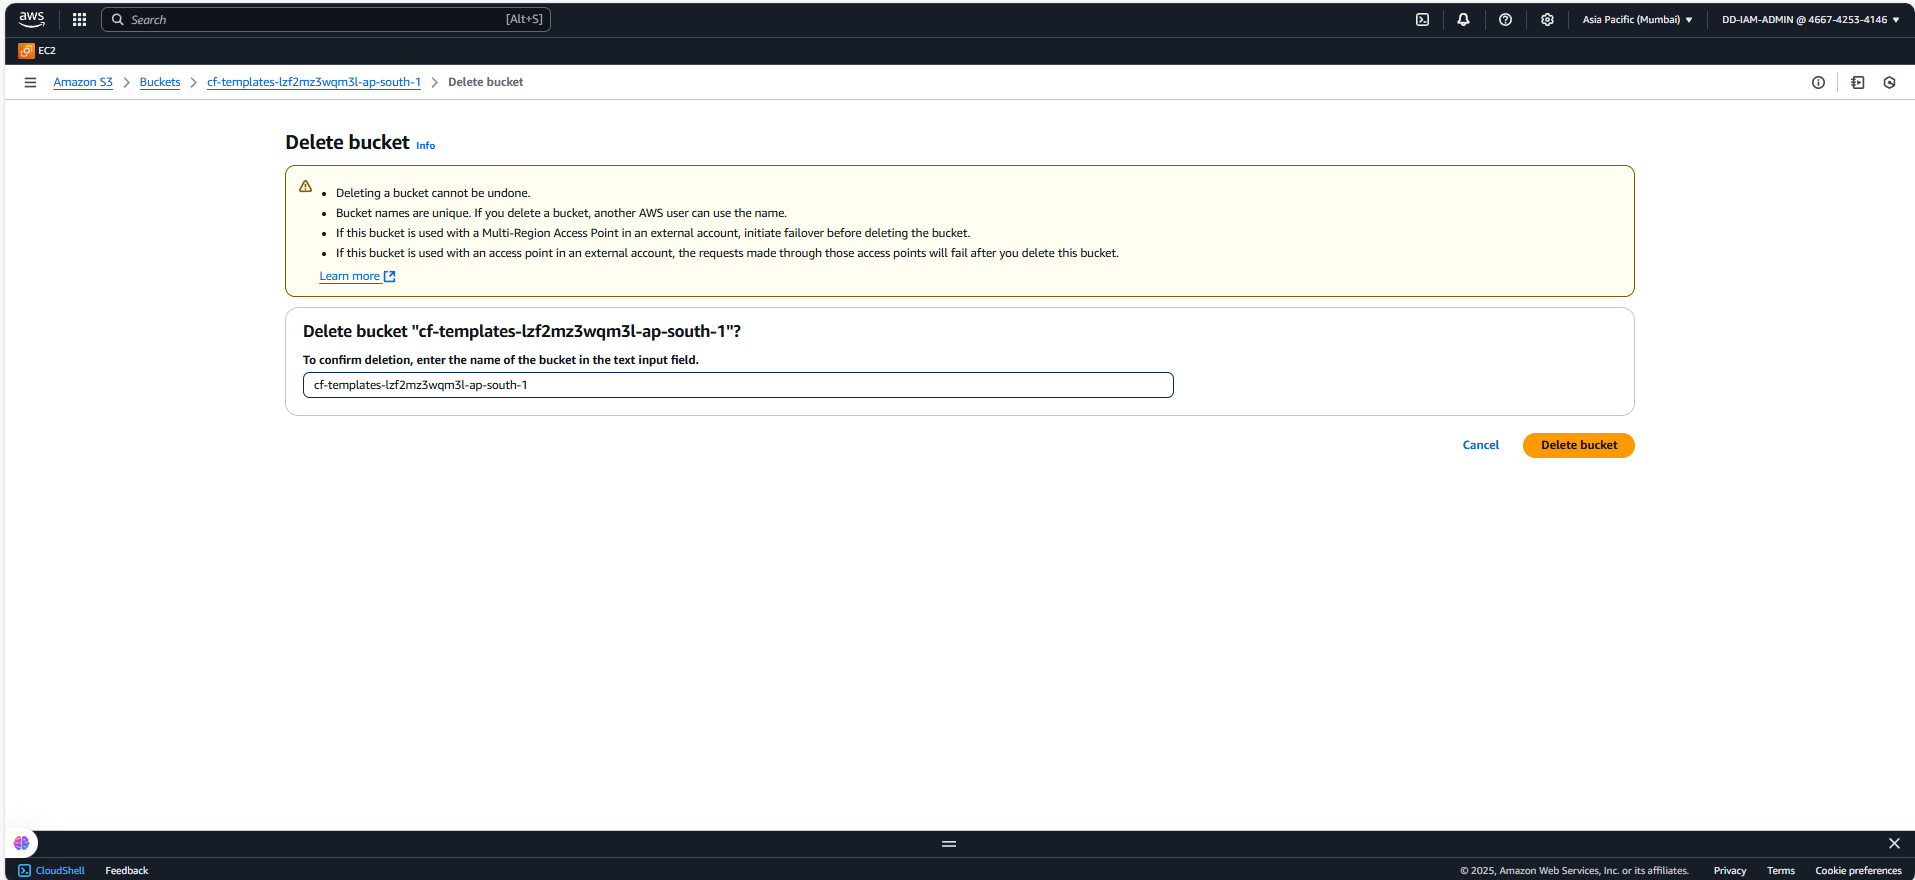 aws
Search [Alt+S]
Asia Pacific (Mumbai) ▼
DD-IAM-ADMIN @ 4667-4253-4146 ▼
EC2
Amazon S3 > Buckets > cf-templates-lzf2mz3wqm3l-ap-south-1 > Delete bucket
Delete bucket Info
• Deleting a bucket cannot be undone.
• Bucket names are unique. If you delete a bucket, another AWS user can use the name.
• If this bucket is used with a Multi-Region Access Point in an external account, initiate failover before deleting the bucket.
• If this bucket is used with an access point in an external account, the requests made through those access points will fail after you delete this bucket.
Learn more
Delete bucket "cf-templates-lzf2mz3wqm3l-ap-south-1"?
To confirm deletion, enter the name of the bucket in the text input field.
cf-templates-lzf2mz3wqm3l-ap-south-1
Cancel
Delete bucket
CloudShell
Feedback
© 2025, Amazon Web Services, Inc. or its affiliates.
Privacy
Terms
Cookie preferences